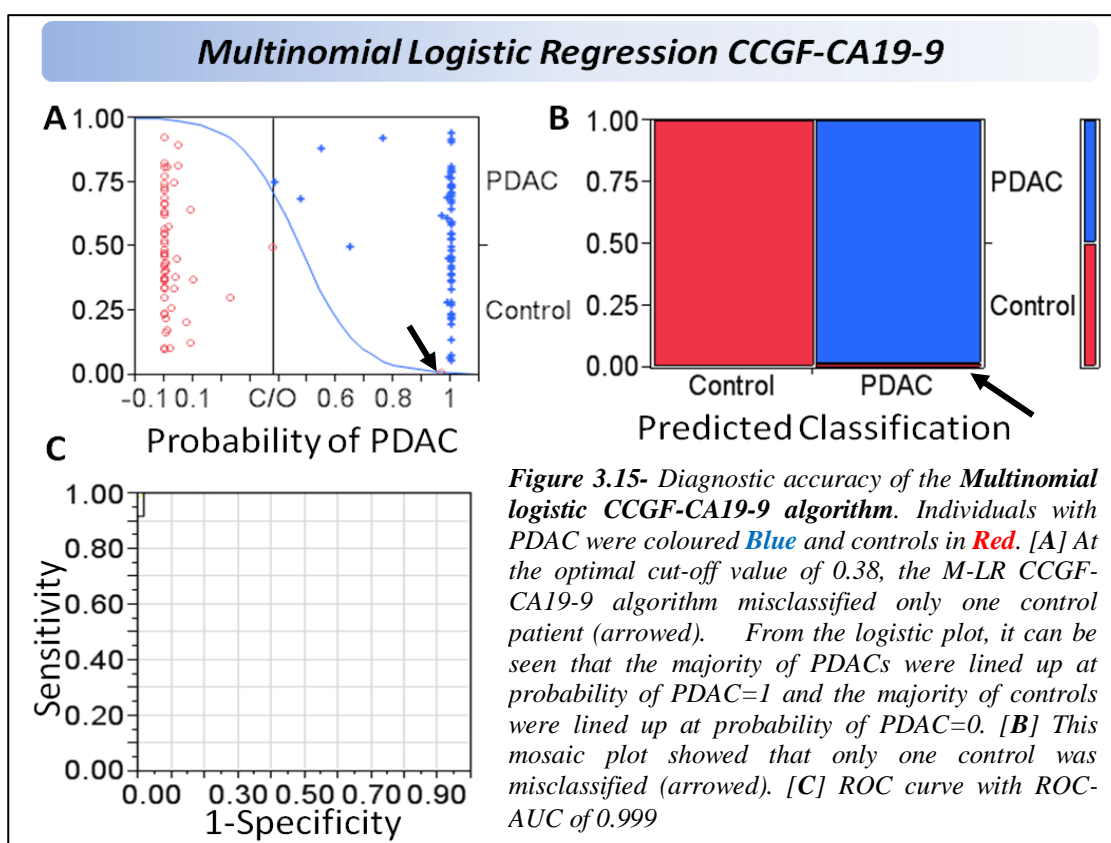 Multinomial Logistic Regression CCGF-CA19-9
A
1.00
0.75
0.50
0.25
0.00
PDAC
Control
-0.1 0.1 C/O 0.6 0.8 1
Probability of PDAC
B
1.00
0.75
0.50
0.25
0.00
PDAC
Control
Control PDAC
Predicted Classification
C
1.00
0.80
0.60
0.40
0.20
0.00
Sensitivity
0.00 0.30 0.50 0.70 0.90
1-Specificity
Figure 3.15- Diagnostic accuracy of the Multinomial
logistic CCGF-CA19-9 algorithm. Individuals with
PDAC were coloured Blue and controls in Red. [A] At
the optimal cut-off value of 0.38, the M-LR CCGF-
CA19-9 algorithm misclassified only one control
patient (arrowed). From the logistic plot, it can be
seen that the majority of PDACs were lined up at
probability of PDAC=1 and the majority of controls
were lined up at probability of PDAC=0. [B] This
mosaic plot showed that only one control was
misclassified (arrowed). [C] ROC curve with ROC-
AUC of 0.999